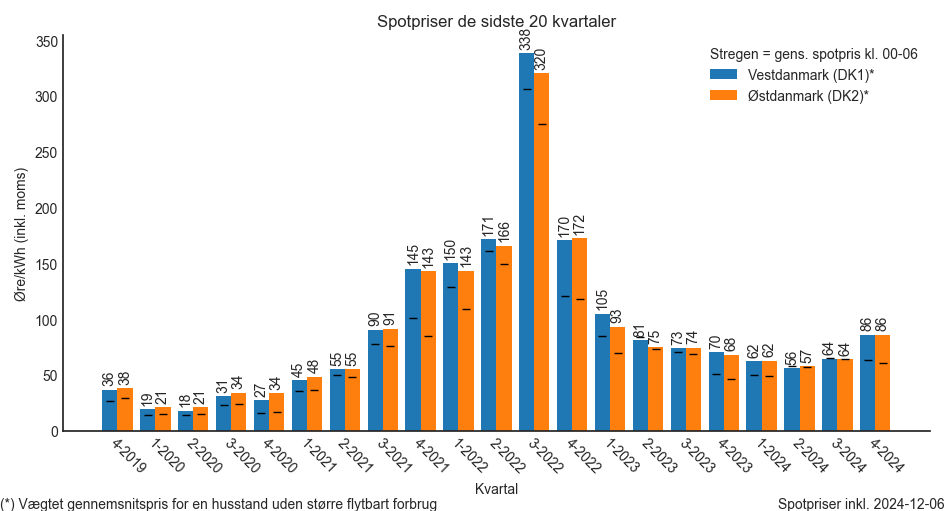 Spotpriser de sidste 20 kvartaler
Stregen = gens. spotpris kl. 00-06
Vestdanmark (DK1)*
Østdanmark (DK2)*
Øre/kWh (inkl. moms)
350
300
250
200
150
100
50
0
36 38 19 21 18 21 31 34 27 34 45 48 55 55 90 91 145 143 150 143 171 166 338 320 170 172 105 93 81 75 73 74 70 68 62 62 56 57 64 64 86 86
4-2019 1-2020 2-2020 3-2020 4-2020 1-2021 2-2021 3-2021 4-2021 1-2022 2-2022 3-2022 4-2022 1-2023 2-2023 3-2023 4-2023 1-2024 2-2024 3-2024 4-2024
Kvartal
(*) Vægtet gennemsnitspris for en husstand uden større flytbart forbrug
Spotpriser inkl. 2024-12-06